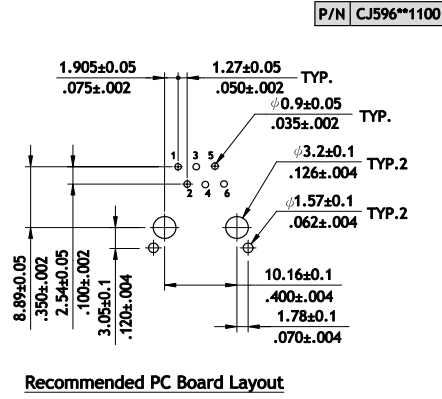 P/N CJ596**1100
1.905±0.05
.075±.002
1.27±0.05
.050±.002
TYP.
ϕ0.9±0.05
.035±.002
TYP.
ϕ3.2±0.1
.126±.004
TYP.2
ϕ1.57±0.1
.062±.004
TYP.2
1 3 5
2 4 6
8.89±0.05
.350±.002
2.54±0.05
.100±.002
3.05±0.1
.120±.004
10.16±0.1
.400±.004
1.78±0.1
.070±.004
Recommended PC Board Layout